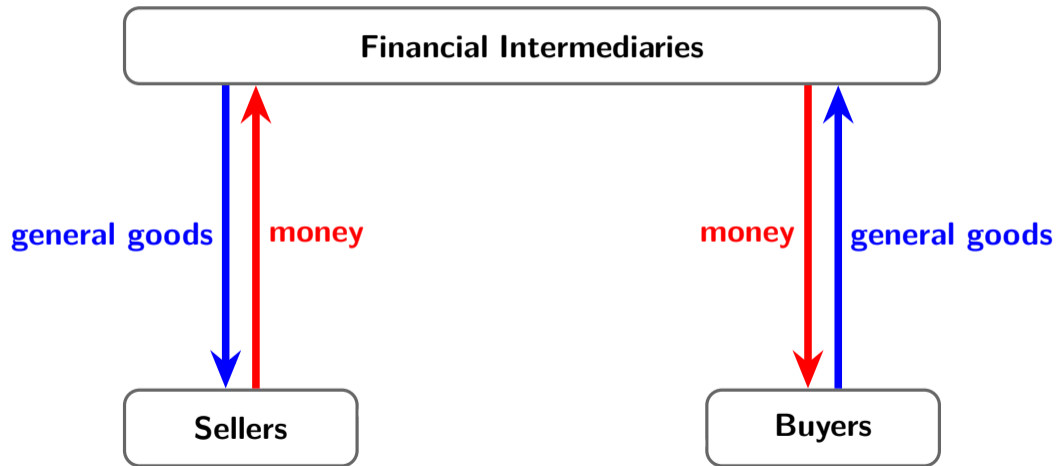 Financial Intermediaries
general goods
money
money
general goods
Sellers
Buyers